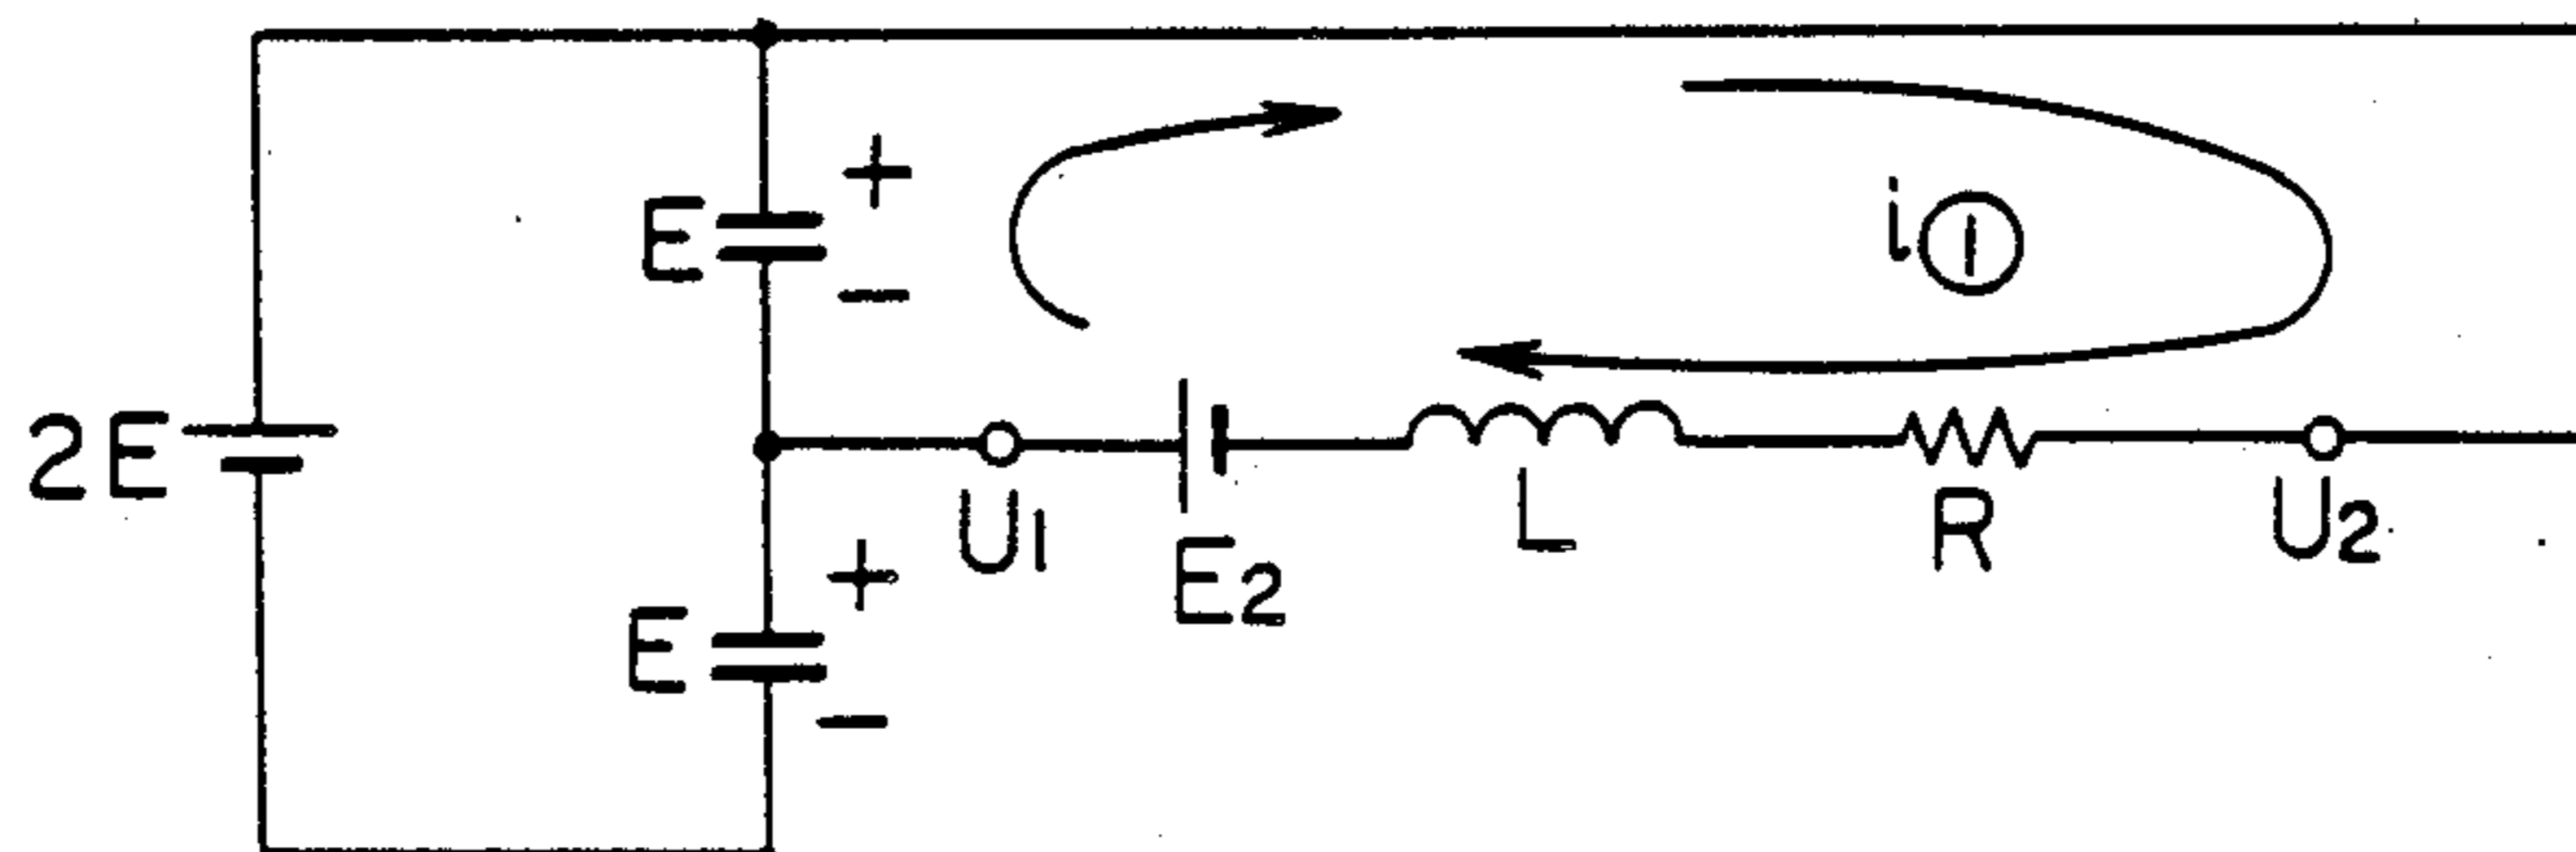 E + i①
−
2E
U1 E2 L R U2
E +
−